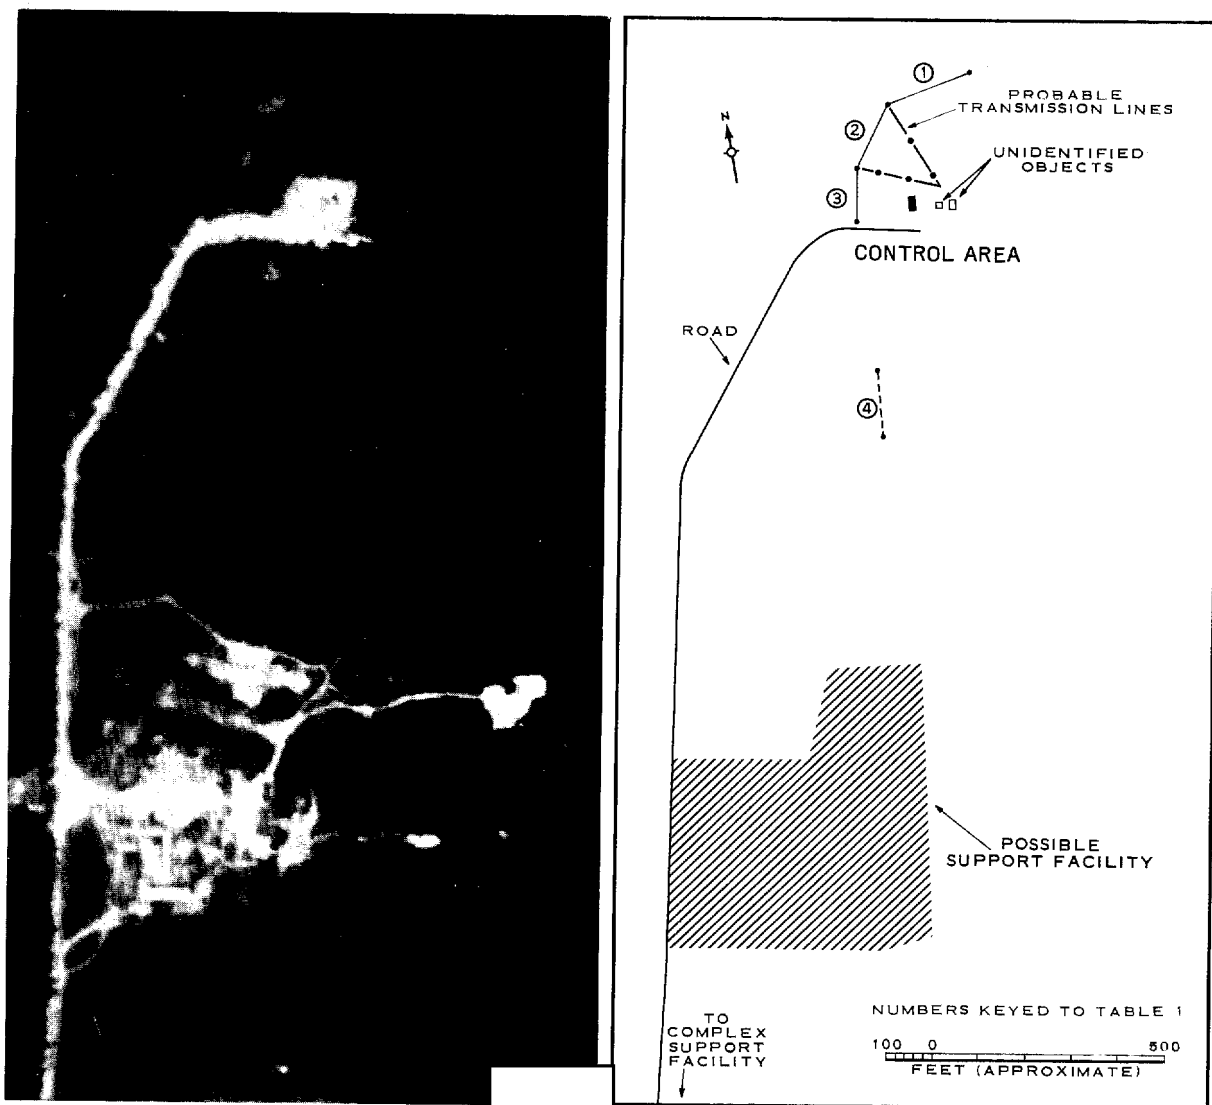 ①
PROBABLE
TRANSMISSION LINES
N
②
UNIDENTIFIED
OBJECTS
③
CONTROL AREA
ROAD
④
POSSIBLE
SUPPORT FACILITY
NUMBERS KEYED TO TABLE 1
TO
COMPLEX
SUPPORT
FACILITY
100 0 500
FEET (APPROXIMATE)